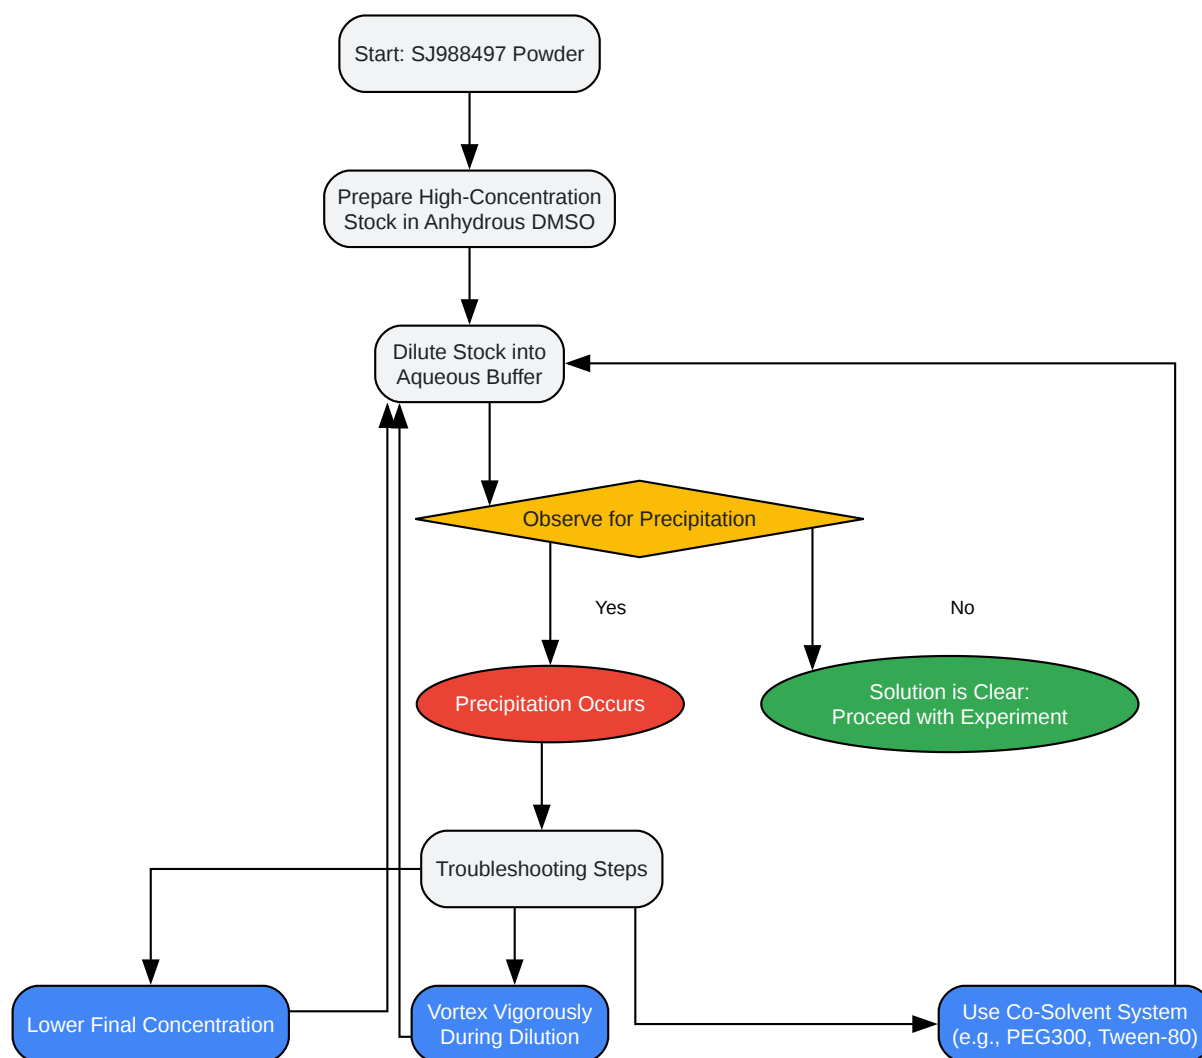 Start: SJ988497 Powder
Prepare High-Concentration
Stock in Anhydrous DMSO
Dilute Stock into
Aqueous Buffer
Observe for Precipitation
Yes
No
Precipitation Occurs
Solution is Clear:
Proceed with Experiment
Troubleshooting Steps
Lower Final Concentration
Vortex Vigorously
During Dilution
Use Co-Solvent System
(e.g., PEG300, Tween-80)